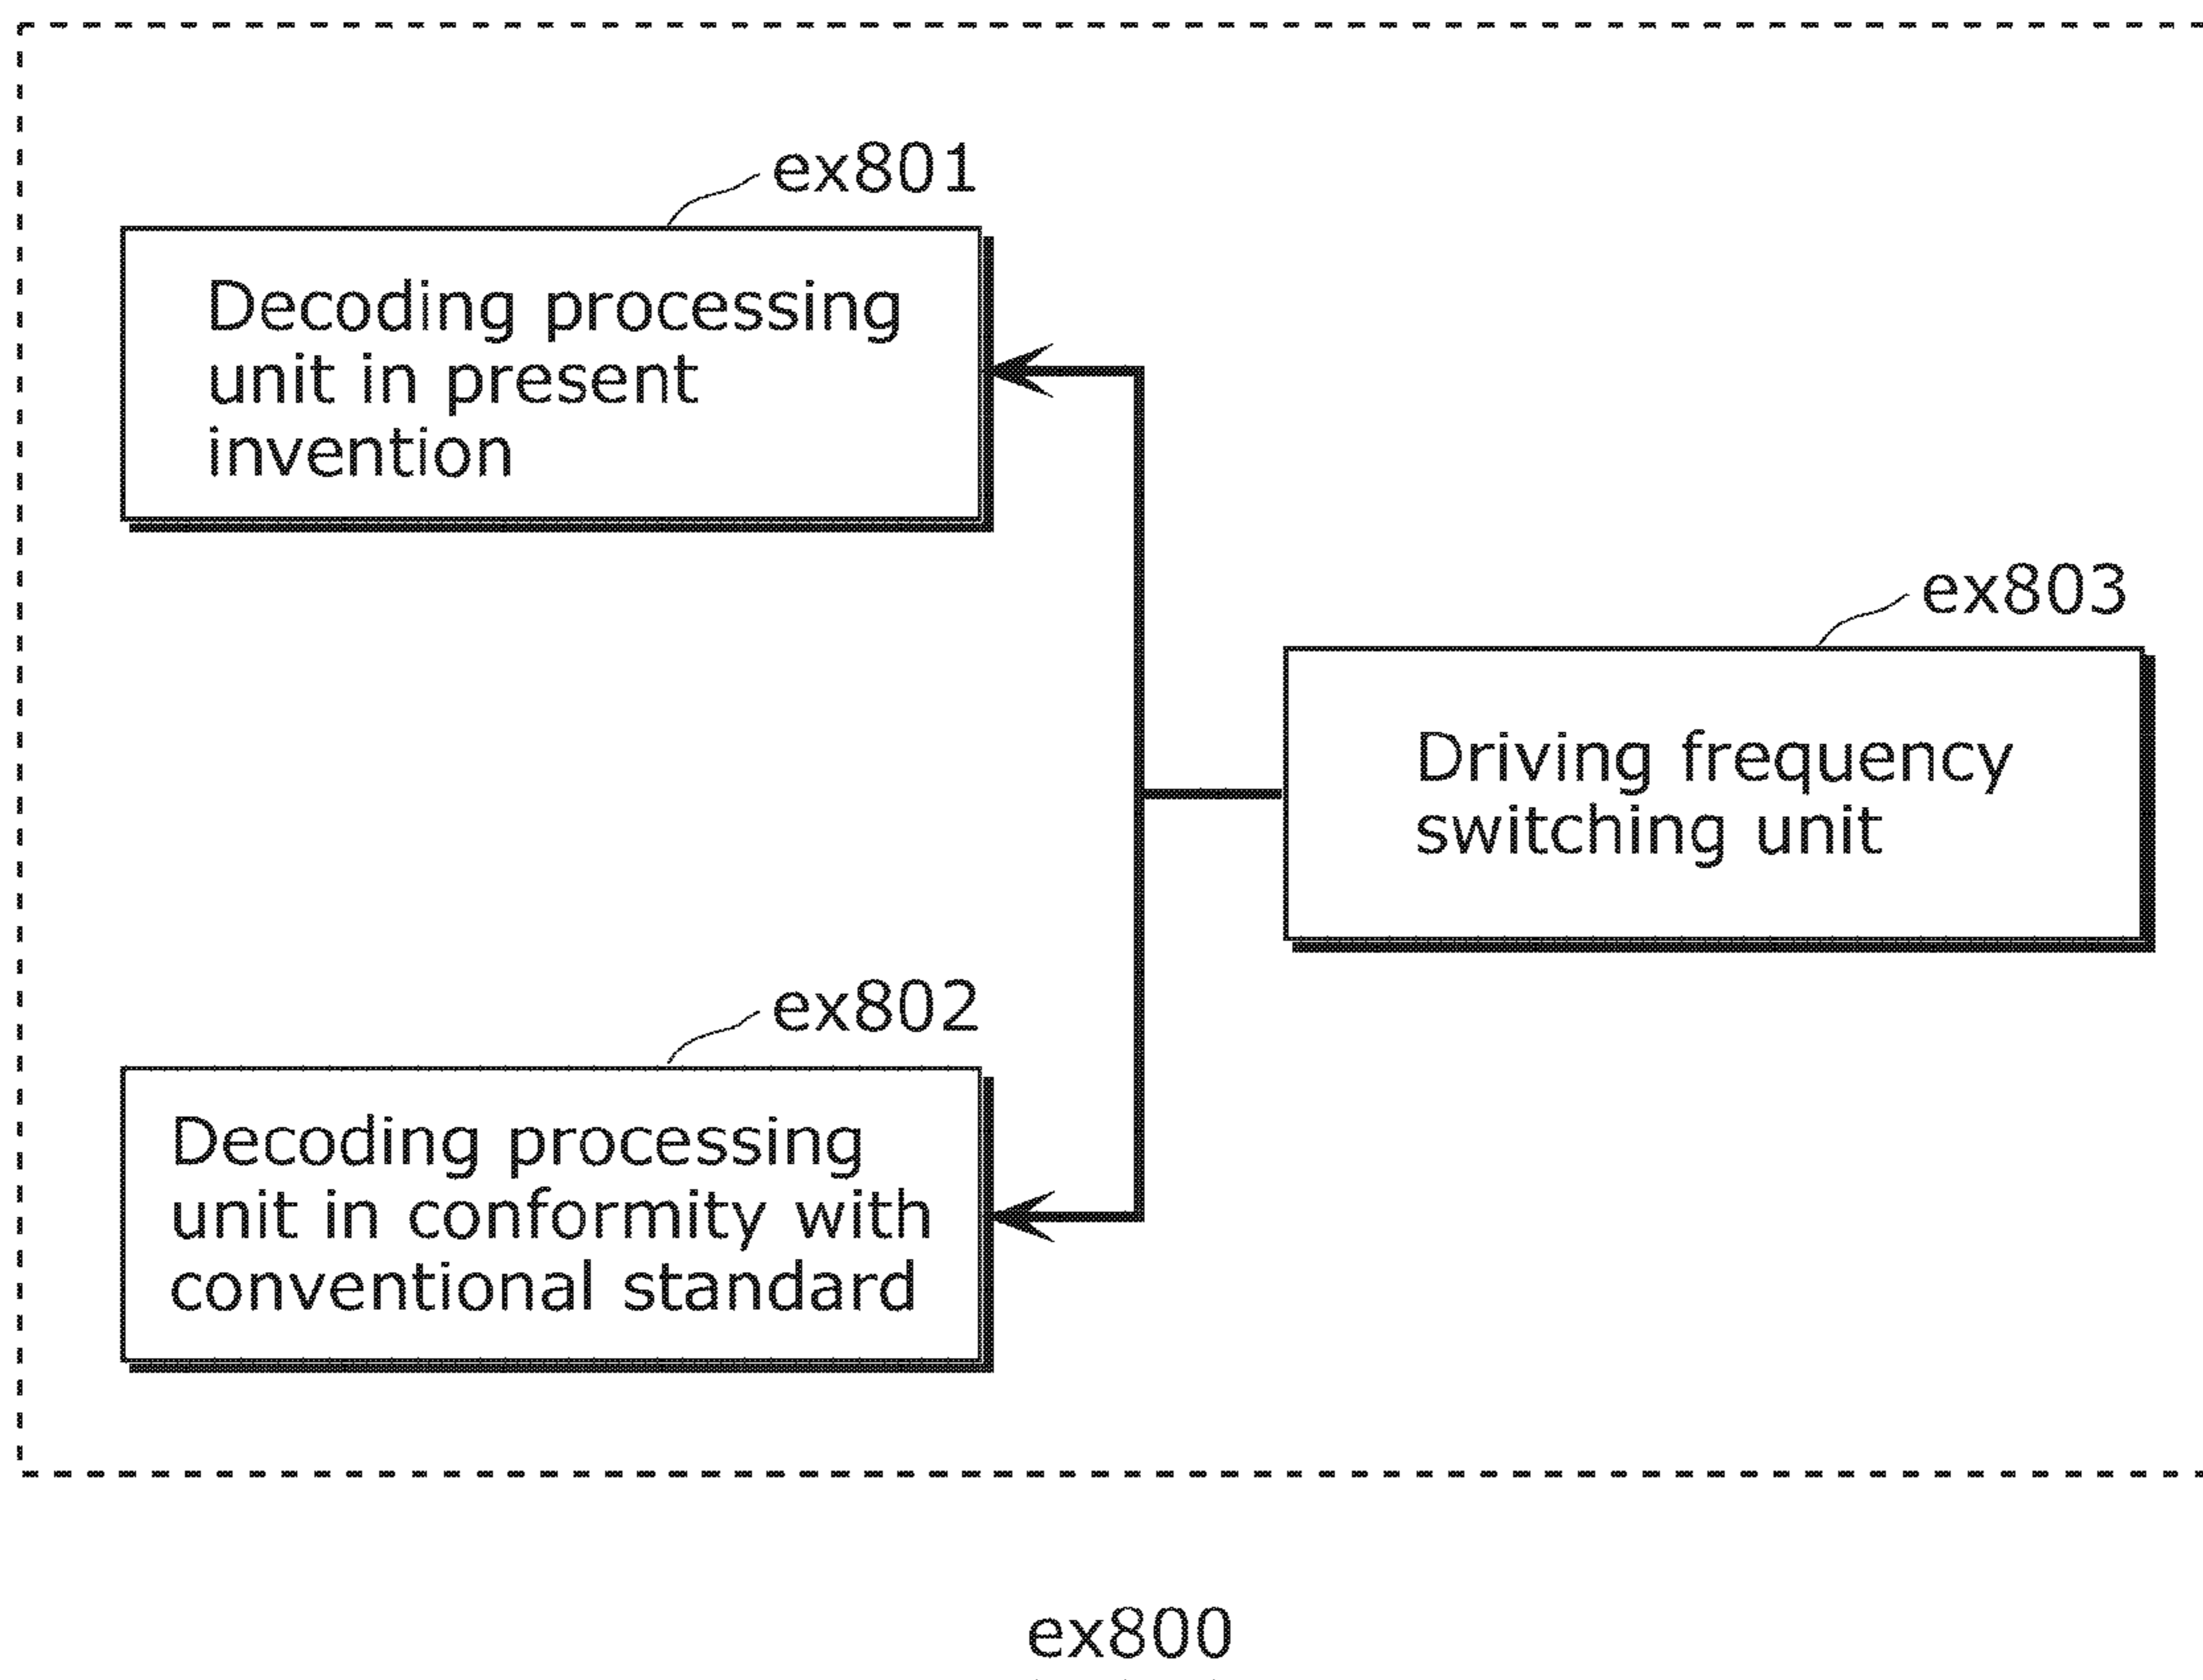 ex801
Decoding processing
unit in present
invention
ex803
Driving frequency
switching unit
ex802
Decoding processing
unit in conformity with
conventional standard
ex800